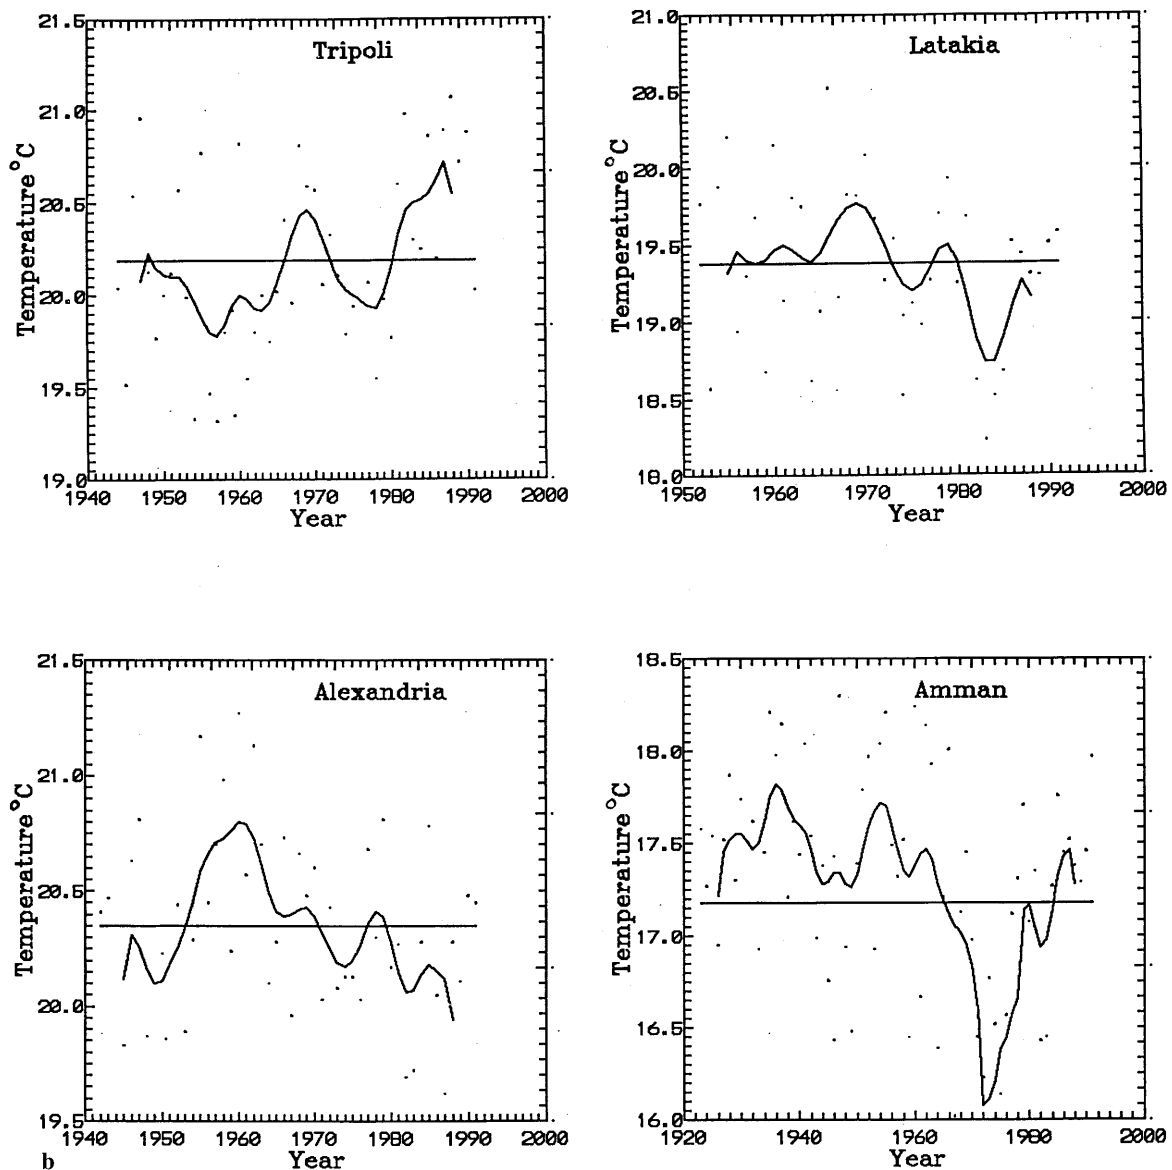 Tripoli
Temperature °C
21.5
21.0
20.5
20.0
19.5
19.0
1940 1950 1960 1970 1980 1990 2000
Year
Latakia
Temperature °C
21.0
20.5
20.0
19.5
19.0
18.5
18.0
1950 1960 1970 1980 1990 2000
Year
Alexandria
Temperature °C
21.5
21.0
20.5
20.0
19.5
1940 1950 1960 1970 1980 1990 2000
Year
Amman
Temperature °C
18.5
18.0
17.5
17.0
16.5
16.0
1920 1940 1960 1980 2000
Year
b